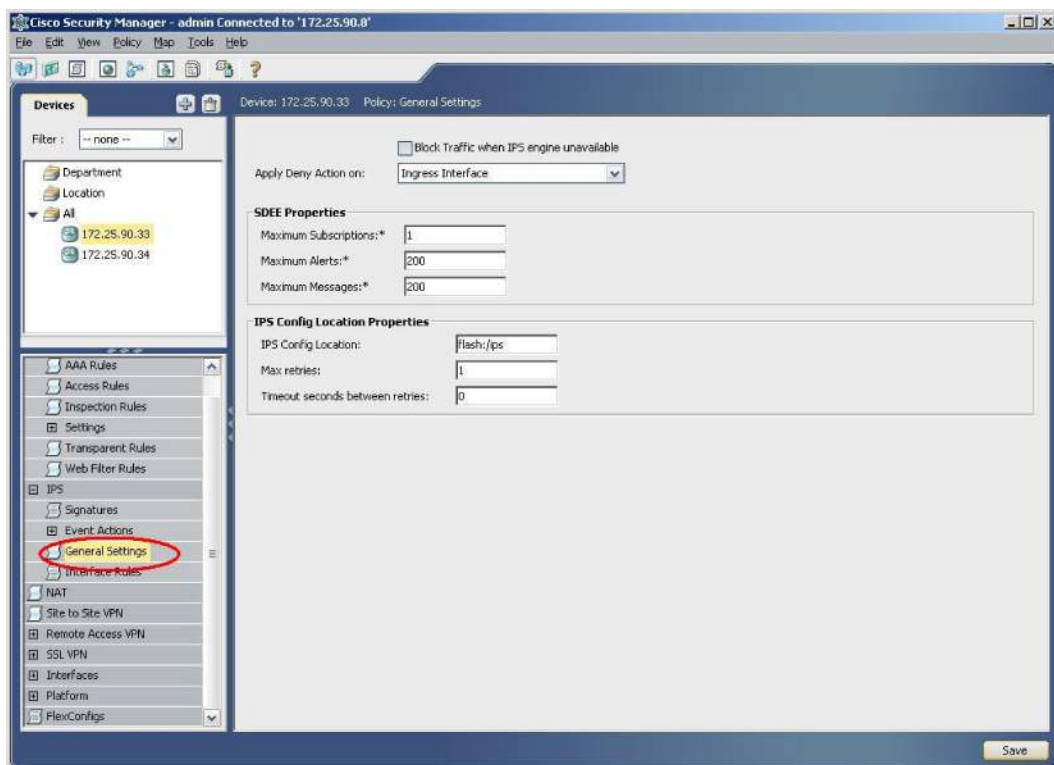 Cisco Security Manager - admin Connected to '172.25.90.8'
File Edit View Policy Map Tools Help
Devices
Device: 172.25.90.33 Policy: General Settings
Filter : -- none --
Department
Location
All
172.25.90.33
172.25.90.34
Block Traffic when IPS engine unavailable
Apply Deny Action on: Ingress Interface
SDEE Properties
Maximum Subscriptions:* 1
Maximum Alerts:* 200
Maximum Messages:* 200
IPS Config Location Properties
IPS Config Location: flash:/ips
Max retries: 1
Timeout seconds between retries: 0
AAA Rules
Access Rules
Inspection Rules
Settings
Transparent Rules
Web Filter Rules
IPS
Signatures
Event Actions
General Settings
Interface Rules
NAT
Site to Site VPN
Remote Access VPN
SSL VPN
Interfaces
Platform
FlexConfigs
Save